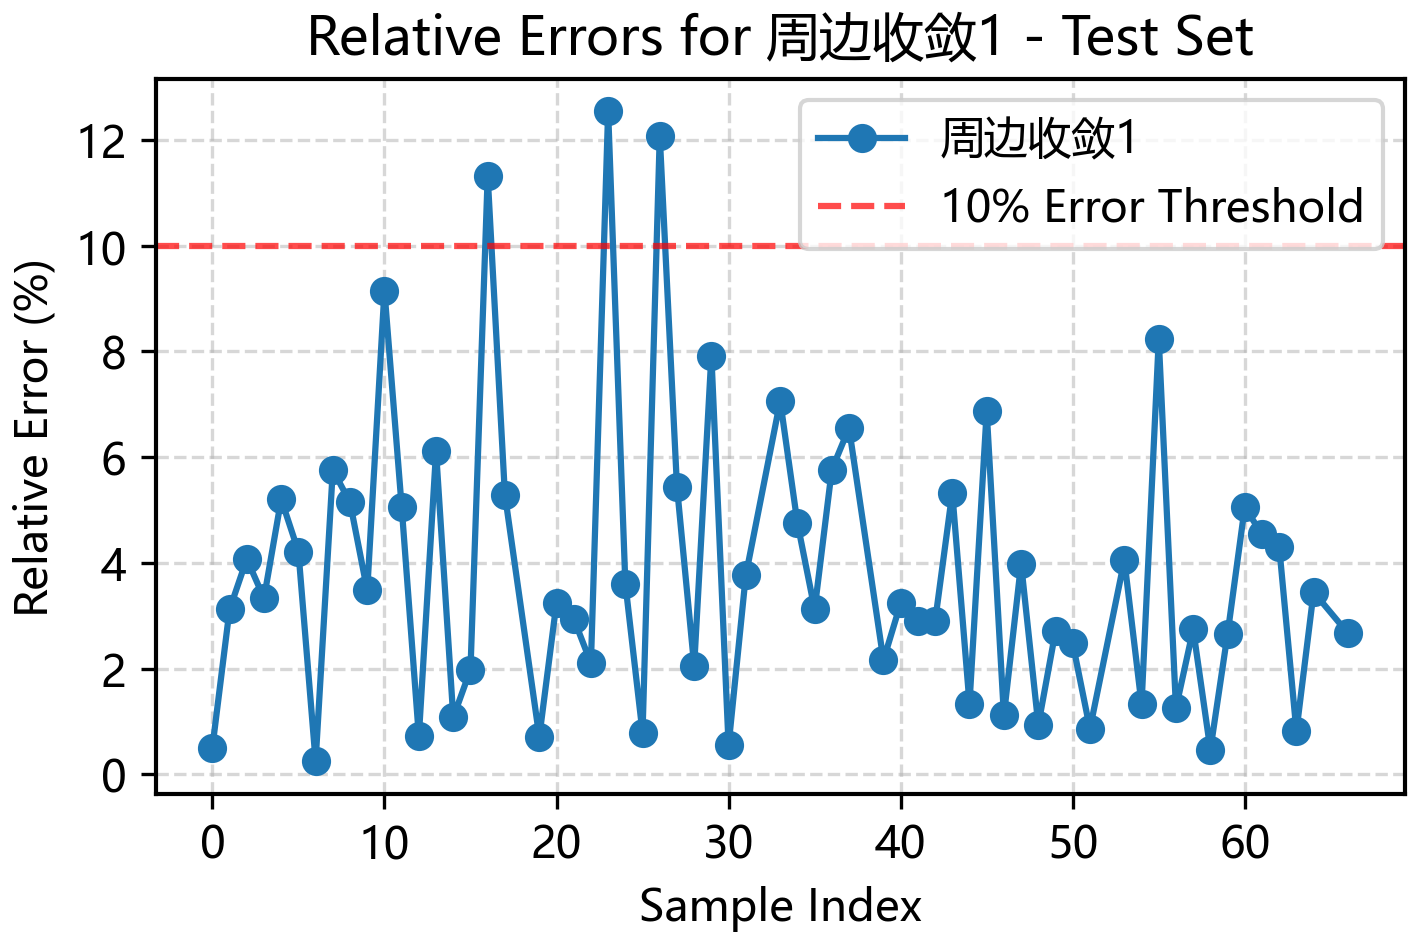 Relative Errors for 周边收敛1 - Test Set
周边收敛1
10% Error Threshold
Relative Error (%)
12
10
8
6
4
2
0
0 10 20 30 40 50 60
Sample Index